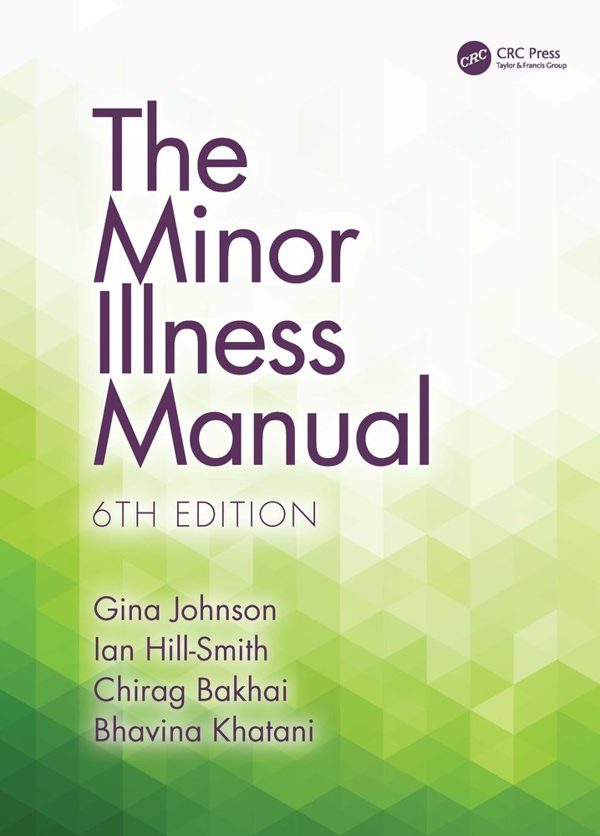 CRC
CRC Press
Taylor & Francis Group
The
Minor
Illness
Manual
6TH EDITION
Gina Johnson
Ian Hill-Smith
Chirag Bakhai
Bhavina Khatani